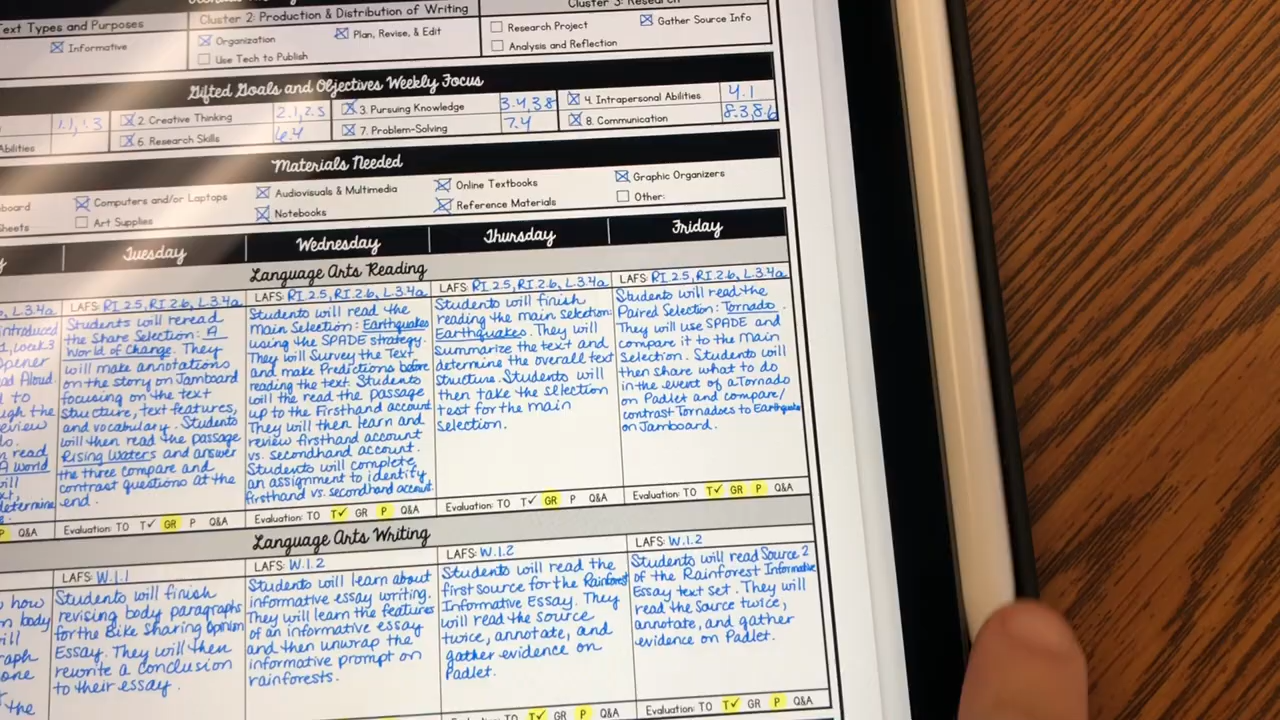 Text Types and Purposes
Cluster 2: Production & Distribution of Writing
Cluster 3: Research
Informative
Organization
Plan, Revise, & Edit
Use Tech to Publish
Research Project
Gather Source Info
Analysis and Reflection
Gifted Goals and Objectives Weekly Focus
2. Creative Thinking
2.1, 2.5
3. Pursuing Knowledge
3.4, 3.8
4. Intrapersonal Abilities
4.1
Abilities
6. Research Skills
6.4
7. Problem-Solving
7.4
8. Communication
8.3, 8.6
Materials Needed
Computers and/or Laptops
Audiovisuals & Multimedia
Online Textbooks
Graphic Organizers
Art Supplies
Notebooks
Reference Materials
Other:
Tuesday
Wednesday
Thursday
Friday
Language Arts Reading
LAFS: RI.2.5, RI.2.6, L.3.4a
Students will reread
the Share Selection: A
World of Change. They
will make annotations
on the story on Jamboard
focusing on the text
structure, text features,
and vocabulary. Students
will then read the passage
Rising Waters and answer
the three compare and
contrast questions at the
end.
Evaluation: TO T✓ GR P Q&A
LAFS: RI.2.5, RI.2.6, L.3.4a
Students will read the
main Selection: Earthquakes
using the SPADE strategy.
They will Survey the Text
and make Predictions before
reading the text. Students
will the read the passage
up to the Firsthand account.
They will then learn and
review firsthand account
vs. secondhand account.
Students will complete
an assignment to identify
firsthand vs. secondhand account.
Evaluation: TO T✓ GR P Q&A
LAFS: RI.2.5, RI.2.6, L.3.4a
Students will finish
reading the main selection:
Earthquakes. They will
summarize the text and
determine the overall text
structure. Students will
then take the selection
test for the main
selection.
Evaluation: TO T✓ GR P Q&A
LAFS: RI.2.5, RI.2.6, L.3.4a
Students will read the
Paired Selection: Tornado.
They will use SPADE and
compare it to the Main
Selection. Students will
then share what to do
in the event of a Tornado
on Padlet and compare/
contrast Tornadoes to Earthquake
on Jamboard.
Evaluation: TO T✓ GR P Q&A
Language Arts Writing
LAFS: W.1.1
Students will finish
revising body paragraphs
for the Bike Sharing Opinion
Essay. They will then
rewrite a conclusion
to their essay.
LAFS: W.1.2
Students will learn about
informative essay writing.
They will learn the features
of an informative essay
and then unwrap the
informative prompt on
rainforests.
LAFS: W.1.2
Students will read the
first source for the Rainforest
Informative Essay. They
will read the source
twice, annotate, and
gather evidence on
Padlet.
Evaluation: TO T✓ GR P Q&A
LAFS: W.1.2
Students will read Source 2
of the Rainforest Informative
Essay text set. They will
read the source twice,
annotate, and gather
evidence on Padlet.
Evaluation: TO T✓ GR P Q&A